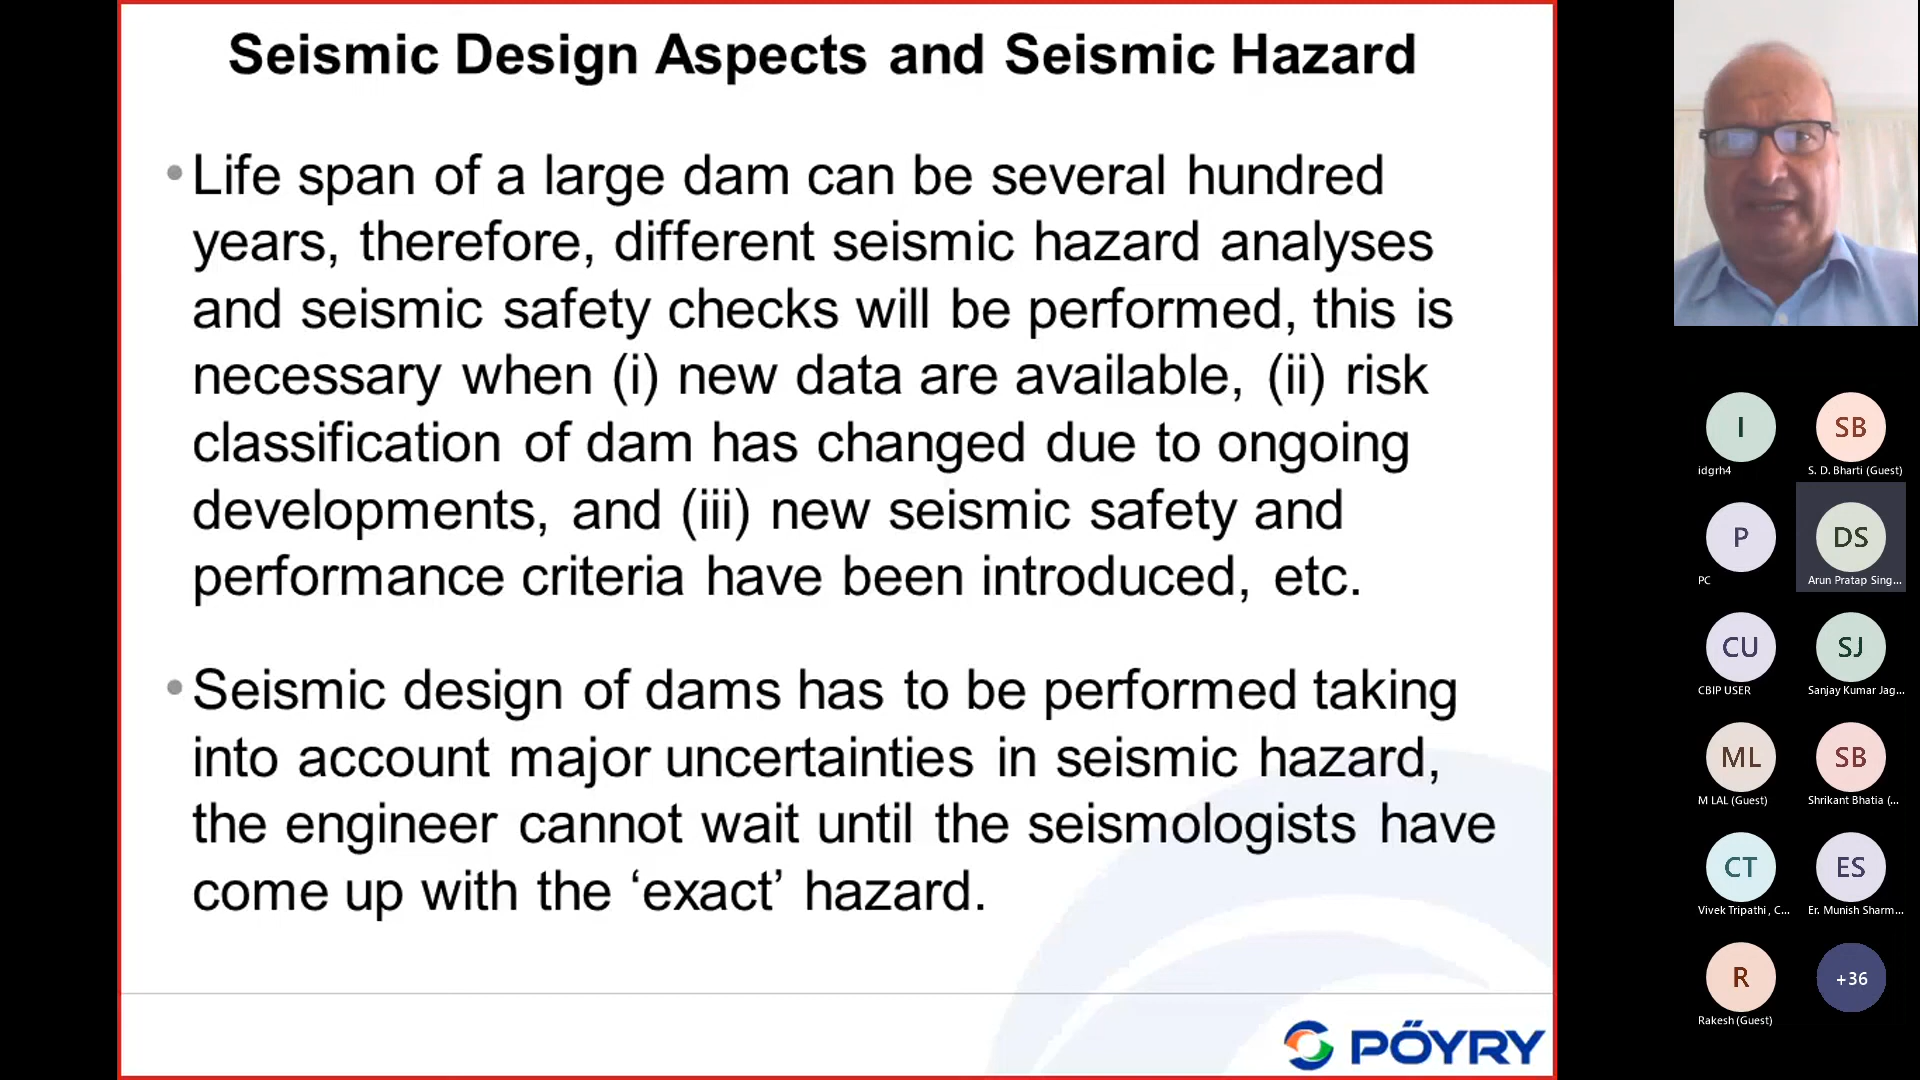 Seismic Design Aspects and Seismic Hazard
• Life span of a large dam can be several hundred
years, therefore, different seismic hazard analyses
and seismic safety checks will be performed, this is
necessary when (i) new data are available, (ii) risk
classification of dam has changed due to ongoing
developments, and (iii) new seismic safety and
performance criteria have been introduced, etc.
• Seismic design of dams has to be performed taking
into account major uncertainties in seismic hazard,
the engineer cannot wait until the seismologists have
come up with the ‘exact’ hazard.
PÖYRY
I
idgrh4
SB
S. D. Bharti (Guest)
P
PC
DS
Arun Pratap Sing...
CU
CBIP USER
SJ
Sanjay Kumar Jag...
ML
M LAL (Guest)
SB
Shrikant Bhatia (...
CT
Vivek Tripathi , C...
ES
Er. Munish Sharm...
R
Rakesh (Guest)
+36